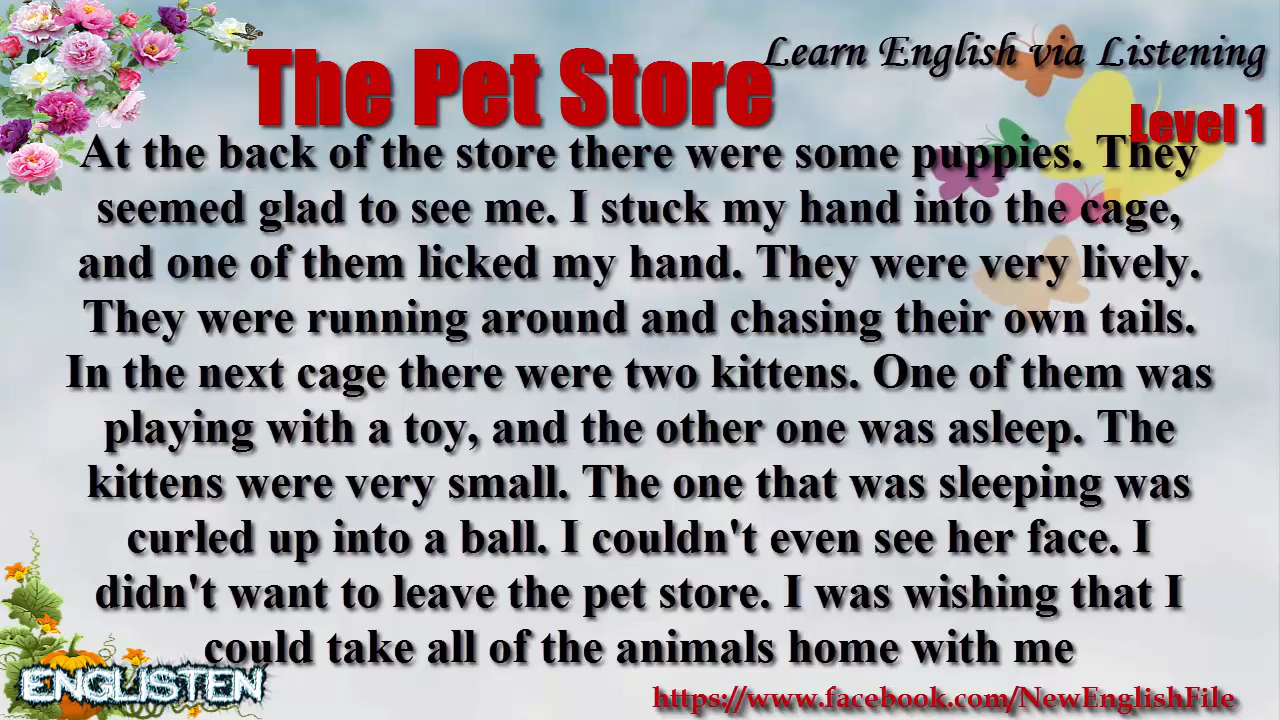 Learn English via Listening
The Pet Store
Level 1
At the back of the store there were some puppies. They
seemed glad to see me. I stuck my hand into the cage,
and one of them licked my hand. They were very lively.
They were running around and chasing their own tails.
In the next cage there were two kittens. One of them was
playing with a toy, and the other one was asleep. The
kittens were very small. The one that was sleeping was
curled up into a ball. I couldn't even see her face. I
didn't want to leave the pet store. I was wishing that I
could take all of the animals home with me
ENGLISTEN
https://www.facebook.com/NewEnglishFile